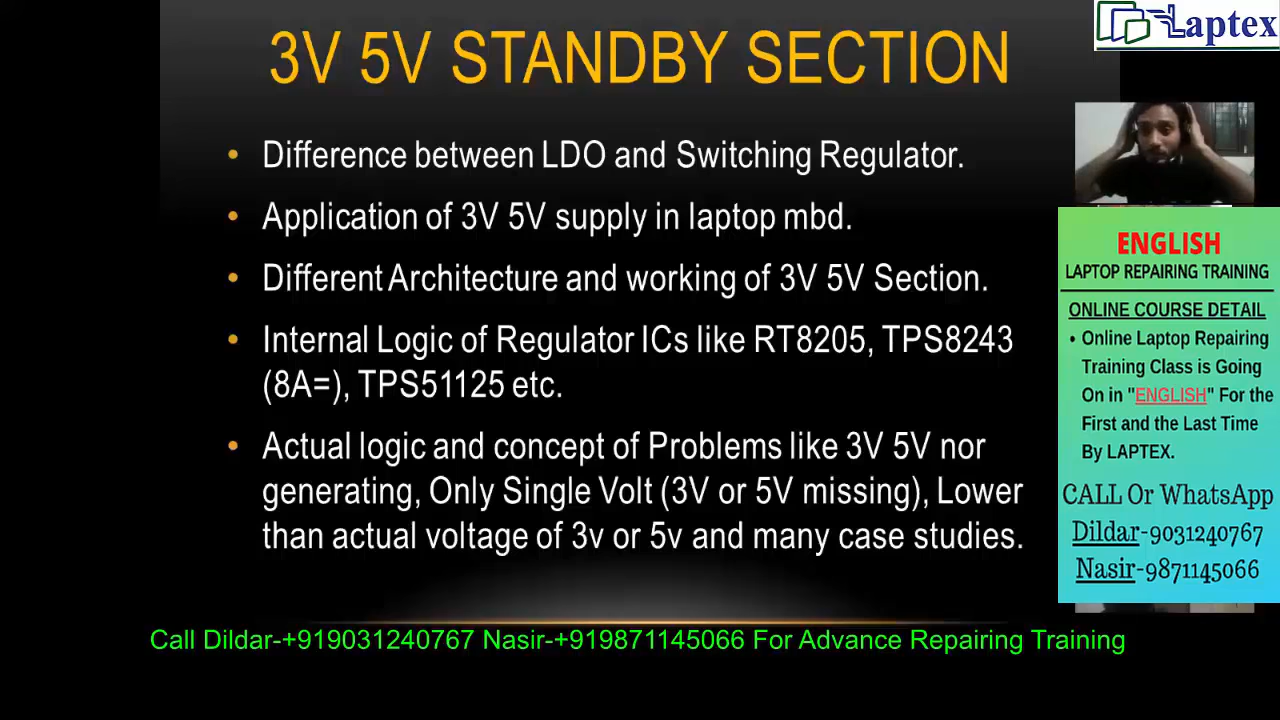 3V 5V STANDBY SECTION
• Difference between LDO and Switching Regulator.
• Application of 3V 5V supply in laptop mbd.
• Different Architecture and working of 3V 5V Section.
• Internal Logic of Regulator ICs like RT8205, TPS8243
(8A=), TPS51125 etc.
• Actual logic and concept of Problems like 3V 5V nor
generating, Only Single Volt (3V or 5V missing), Lower
than actual voltage of 3v or 5v and many case studies.
Laptex
ENGLISH
LAPTOP REPAIRING TRAINING
ONLINE COURSE DETAIL
• Online Laptop Repairing
Training Class is Going
On in "ENGLISH" For the
First and the Last Time
By LAPTEX.
CALL Or WhatsApp
Dildar-9031240767
Nasir-9871145066
Call Dildar-+919031240767 Nasir-+919871145066 For Advance Repairing Training